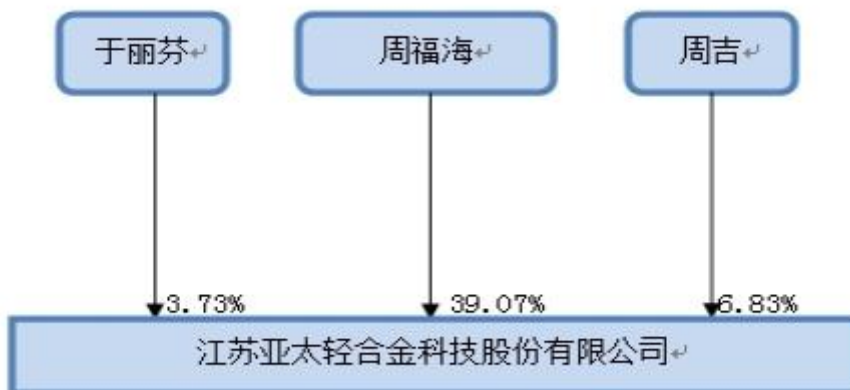 于丽芬
周福海
周吉
3.73%
39.07%
6.83%
江苏亚太轻合金科技股份有限公司